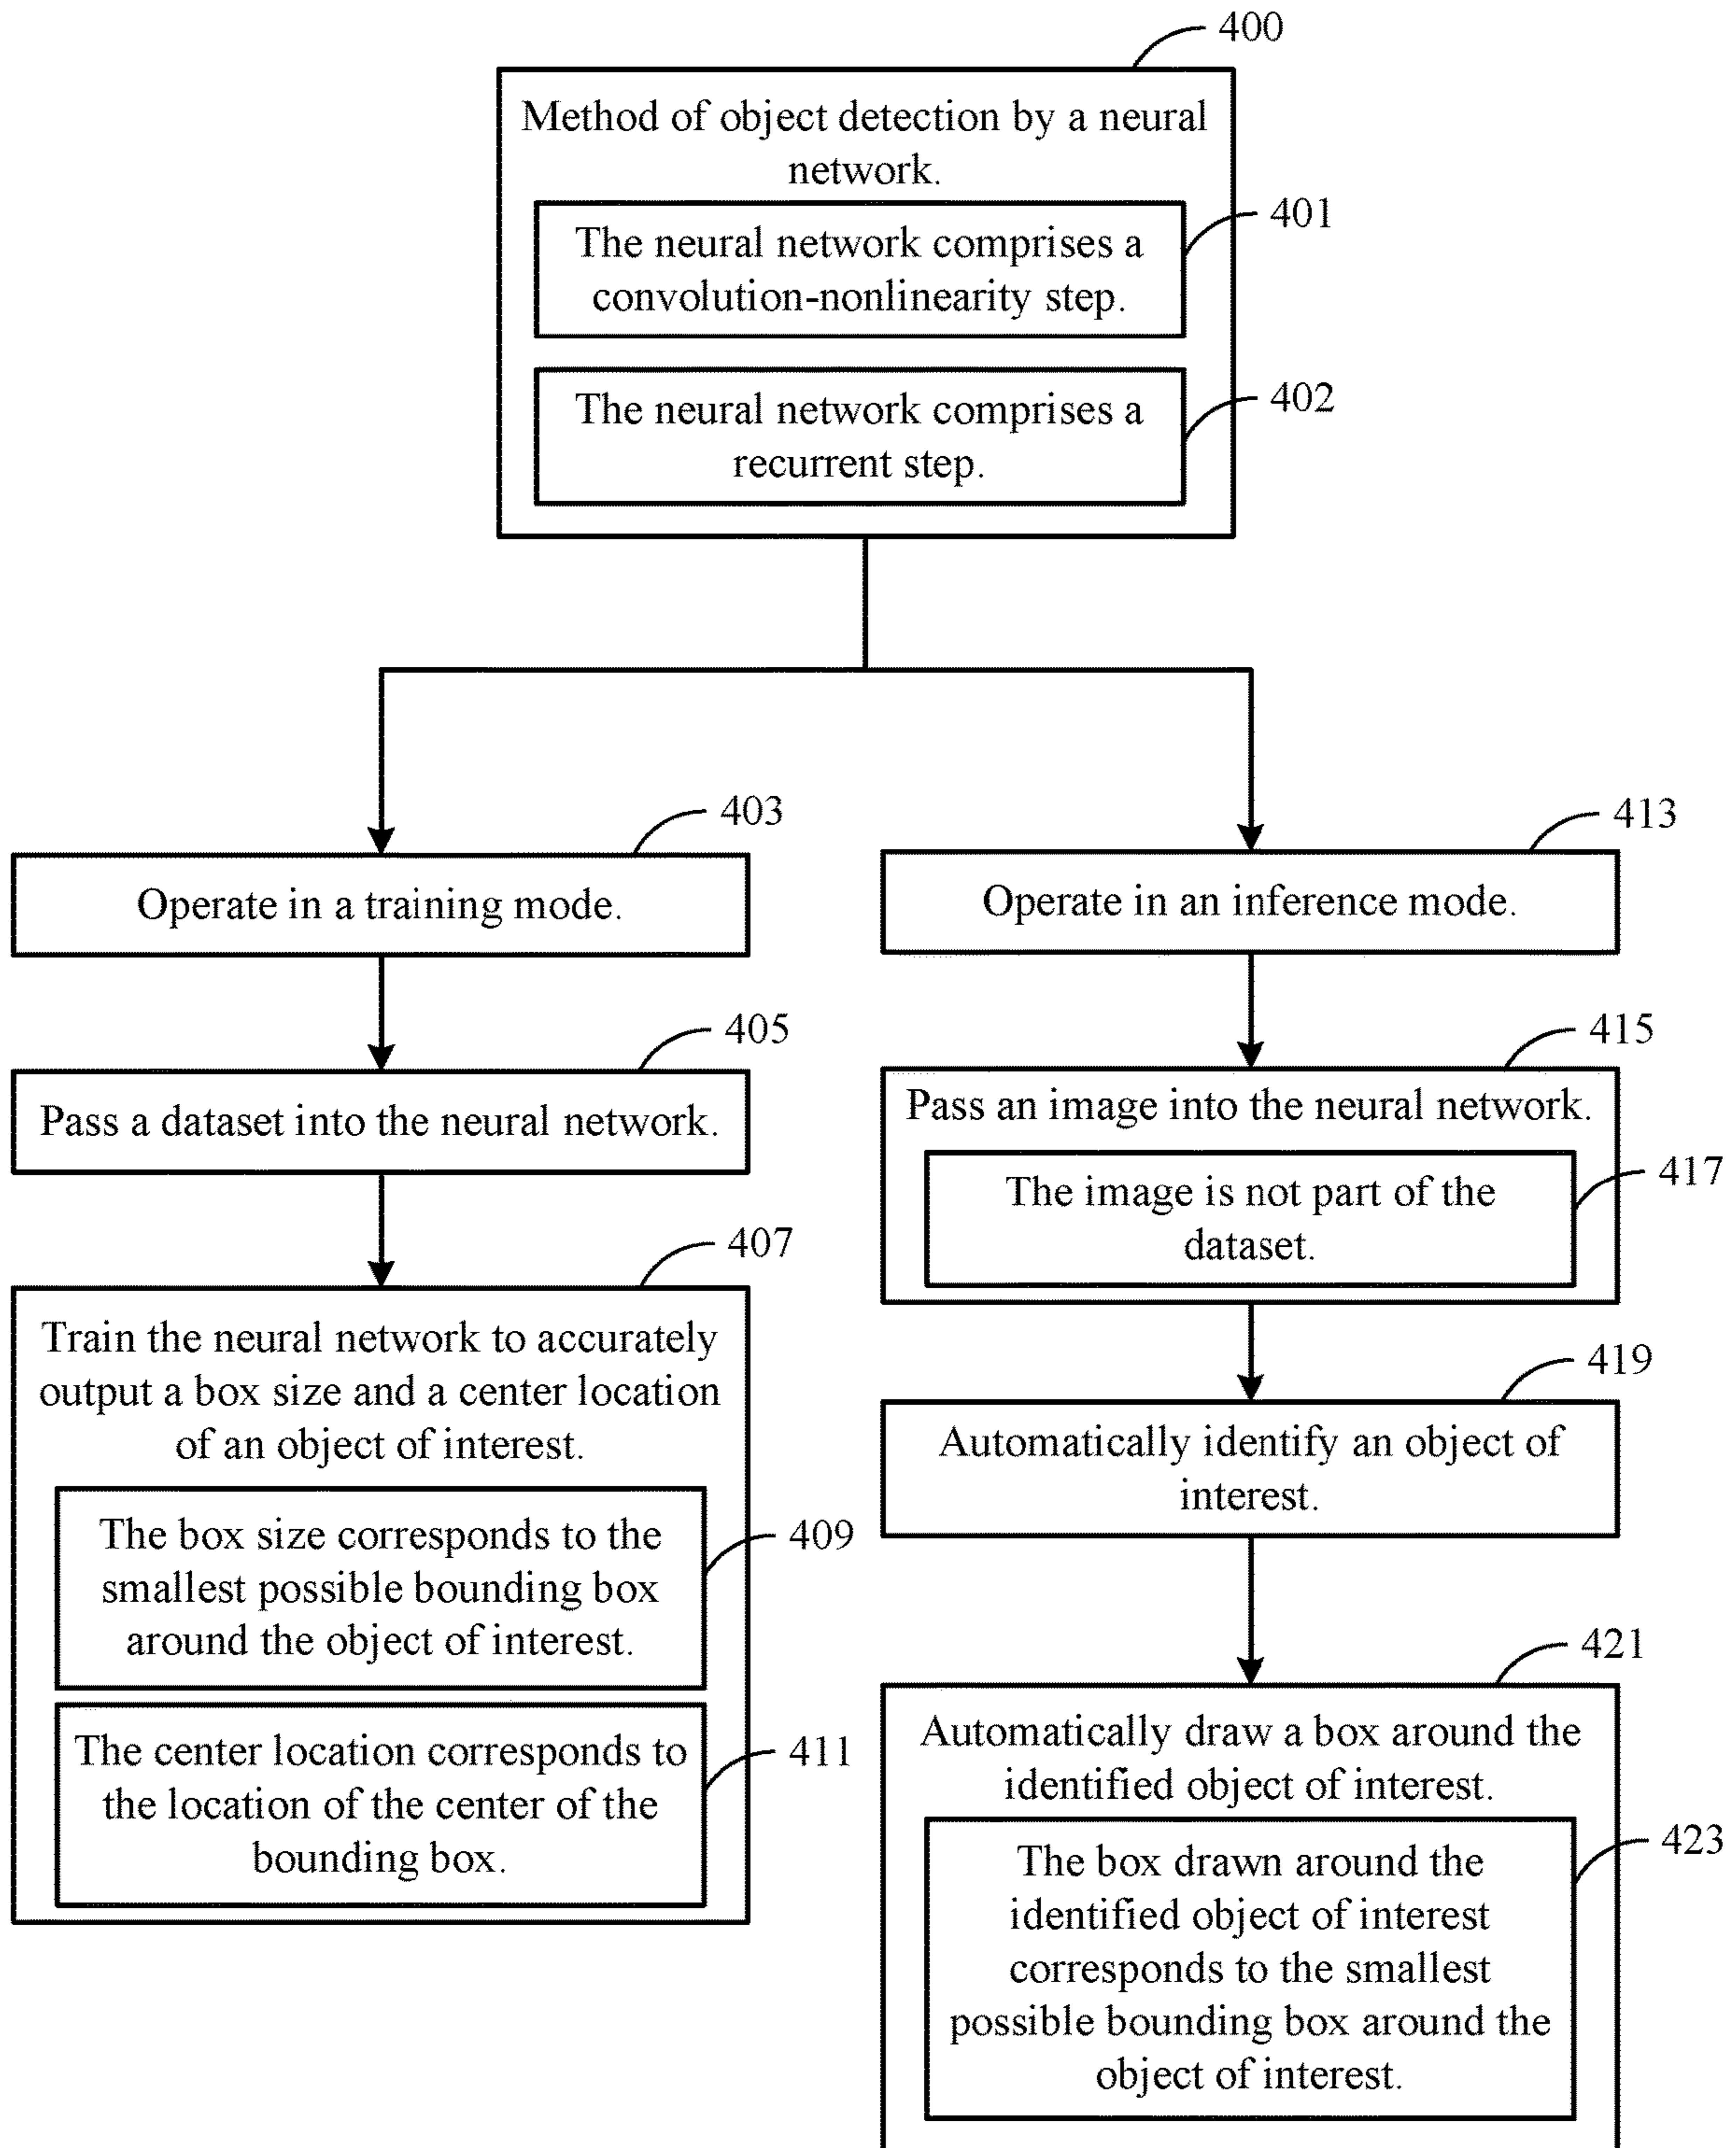 400
Method of object detection by a neural
network.
401
The neural network comprises a
convolution-nonlinearity step.
402
The neural network comprises a
recurrent step.
403
Operate in a training mode.
405
Pass a dataset into the neural network.
407
Train the neural network to accurately
output a box size and a center location
of an object of interest.
409
The box size corresponds to the
smallest possible bounding box
around the object of interest.
411
The center location corresponds to
the location of the center of the
bounding box.
413
Operate in an inference mode.
415
Pass an image into the neural network.
417
The image is not part of the
dataset.
419
Automatically identify an object of
interest.
421
Automatically draw a box around the
identified object of interest.
423
The box drawn around the
identified object of interest
corresponds to the smallest
possible bounding box around the
object of interest.